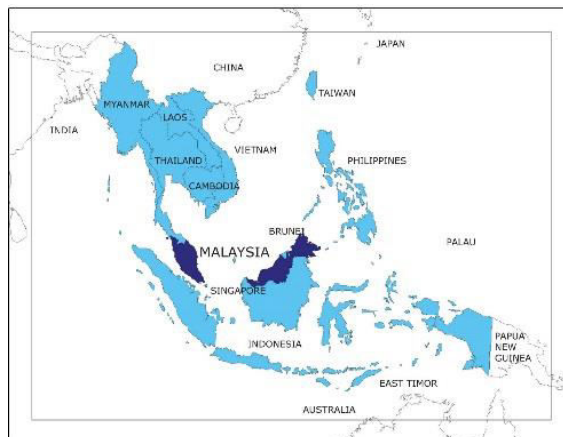 JAPAN
CHINA
TAIWAN
MYANMAR
LAOS
INDIA
VIETNAM
THAILAND
PHILIPPINES
CAMBODIA
BRUNEI
PALAU
MALAYSIA
SINGAPORE
INDONESIA
PAPUA
NEW
GUINEA
EAST TIMOR
AUSTRALIA